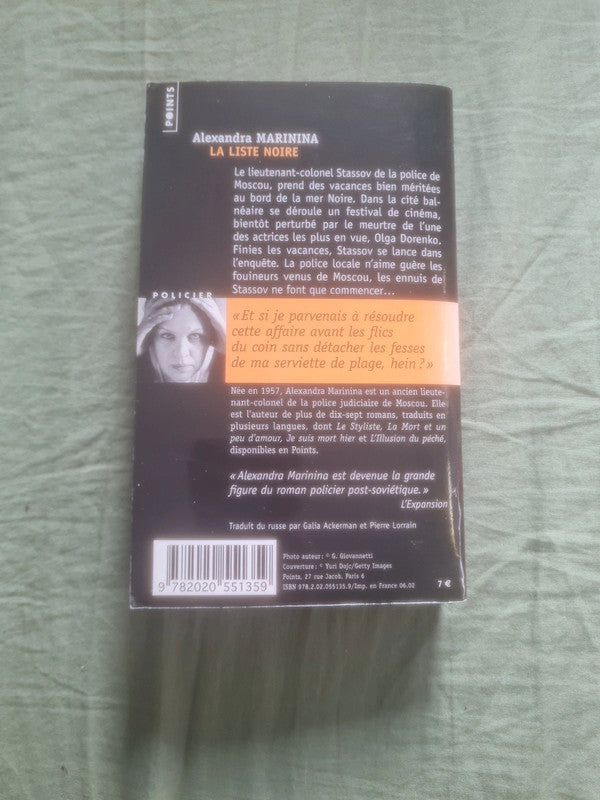 POINTS
Alexandra MARININA
LA LISTE NOIRE
Le lieutenant-colonel Stassov de la police de
Moscou, prend des vacances bien méritées
au bord de la mer Noire. Dans la cité bal-
néaire se déroule un festival de cinéma,
bientôt perturbé par le meurtre de l'une
des actrices les plus en vue, Olga Dorenko.
Finies les vacances, Stassov se lance dans
l'enquête. La police locale n'aime guère les
fouineurs venus de Moscou, les ennuis de
Stassov ne font que commencer...
POLICIER
« Et si je parvenais à résoudre
cette affaire avant les flics
du coin sans détacher les fesses
de ma serviette de plage, hein ? »
Née en 1957, Alexandra Marinina est un ancien lieute-
nant-colonel de la police judiciaire de Moscou. Elle
est l'auteur de plus de dix-sept romans, traduits en
plusieurs langues, dont Le Styliste, La Mort et un
peu d'amour, Je suis mort hier et L'Illusion du péché,
disponibles en Points.
« Alexandra Marinina est devenue la grande
figure du roman policier post-soviétique. »
L'Expansion
Traduit du russe par Galia Ackerman et Pierre Lorrain
Photo auteur : © G. Giovannetti
Couverture : © Yuri Dojc/Getty Images
Points, 27 rue Jacob, Paris 6
ISBN 978.2.02.055135.9/Imp. en France 06.02
7 €
9 782020 551359